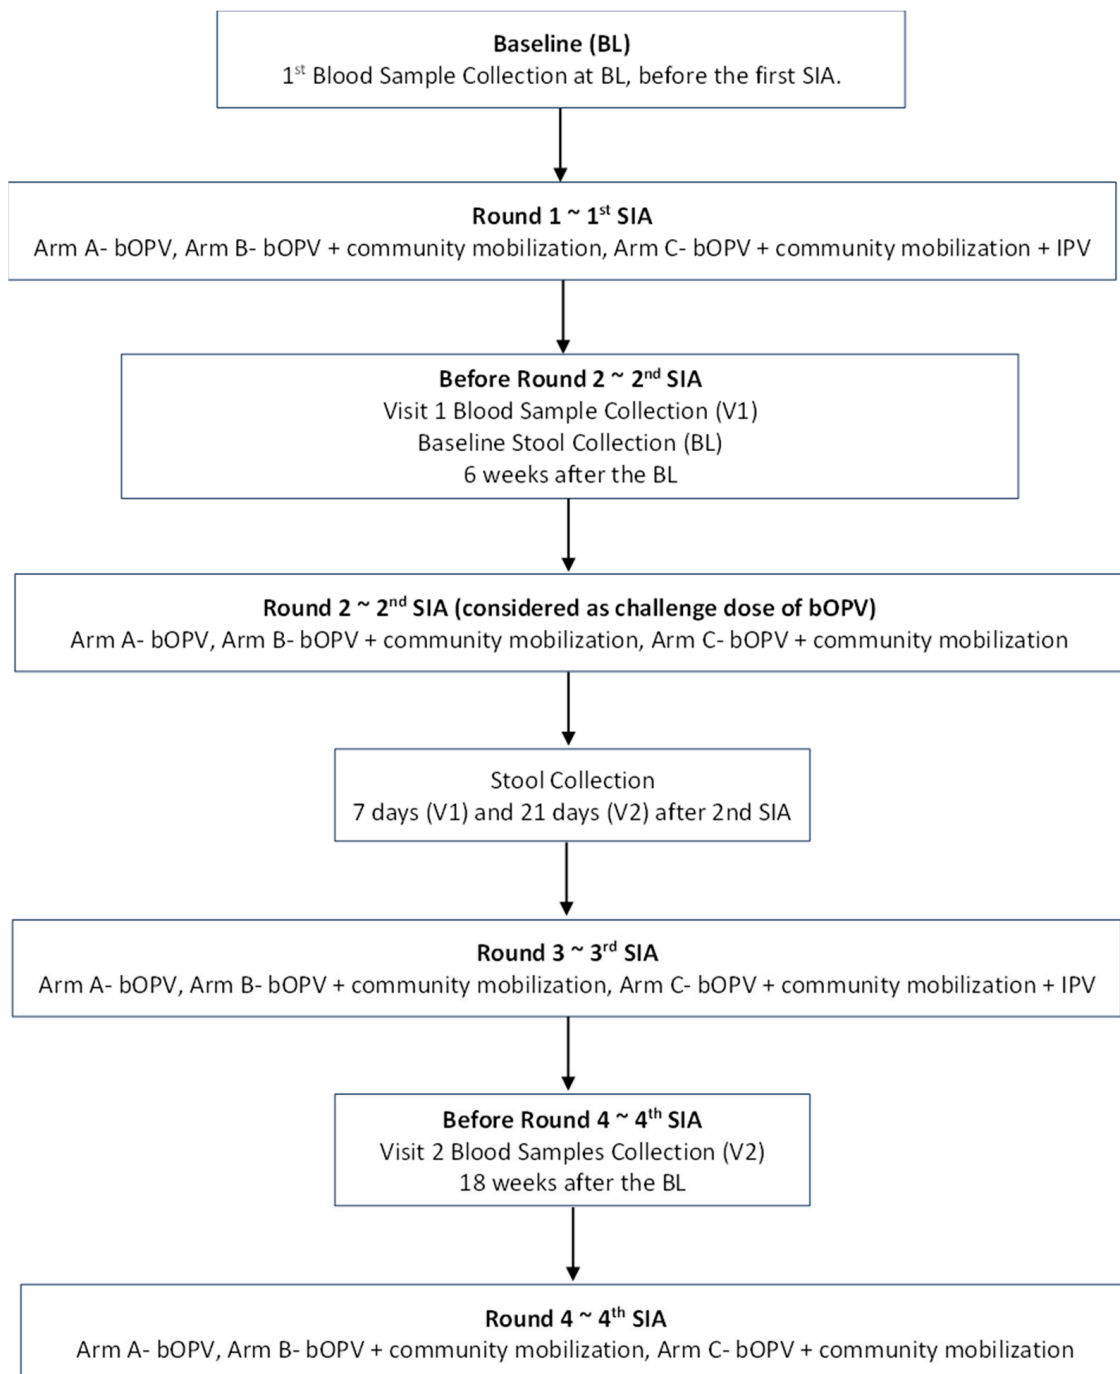 Baseline (BL)
1st Blood Sample Collection at BL, before the first SIA.
Round 1 ~ 1st SIA
Arm A- bOPV, Arm B- bOPV + community mobilization, Arm C- bOPV + community mobilization + IPV
Before Round 2 ~ 2nd SIA
Visit 1 Blood Sample Collection (V1)
Baseline Stool Collection (BL)
6 weeks after the BL
Round 2 ~ 2nd SIA (considered as challenge dose of bOPV)
Arm A- bOPV, Arm B- bOPV + community mobilization, Arm C- bOPV + community mobilization
Stool Collection
7 days (V1) and 21 days (V2) after 2nd SIA
Round 3 ~ 3rd SIA
Arm A- bOPV, Arm B- bOPV + community mobilization, Arm C- bOPV + community mobilization + IPV
Before Round 4 ~ 4th SIA
Visit 2 Blood Samples Collection (V2)
18 weeks after the BL
Round 4 ~ 4th SIA
Arm A- bOPV, Arm B- bOPV + community mobilization, Arm C- bOPV + community mobilization